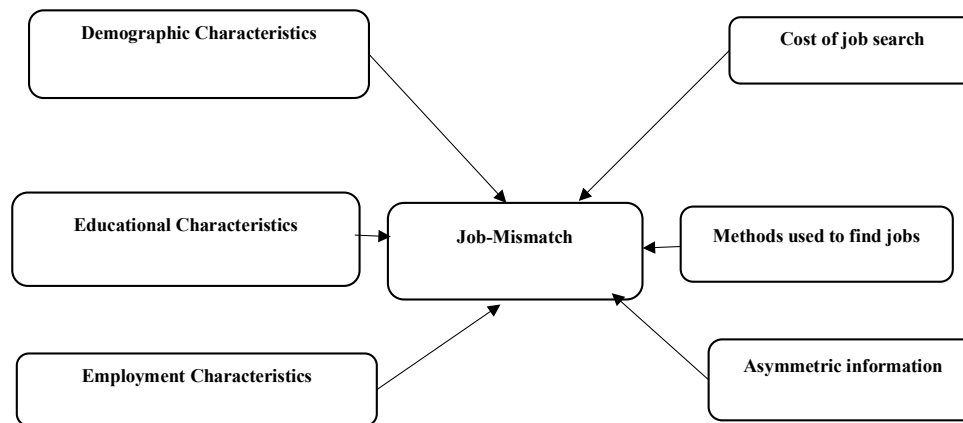 Demographic Characteristics
Cost of job search
Educational Characteristics
Job-Mismatch
Methods used to find jobs
Employment Characteristics
Asymmetric information